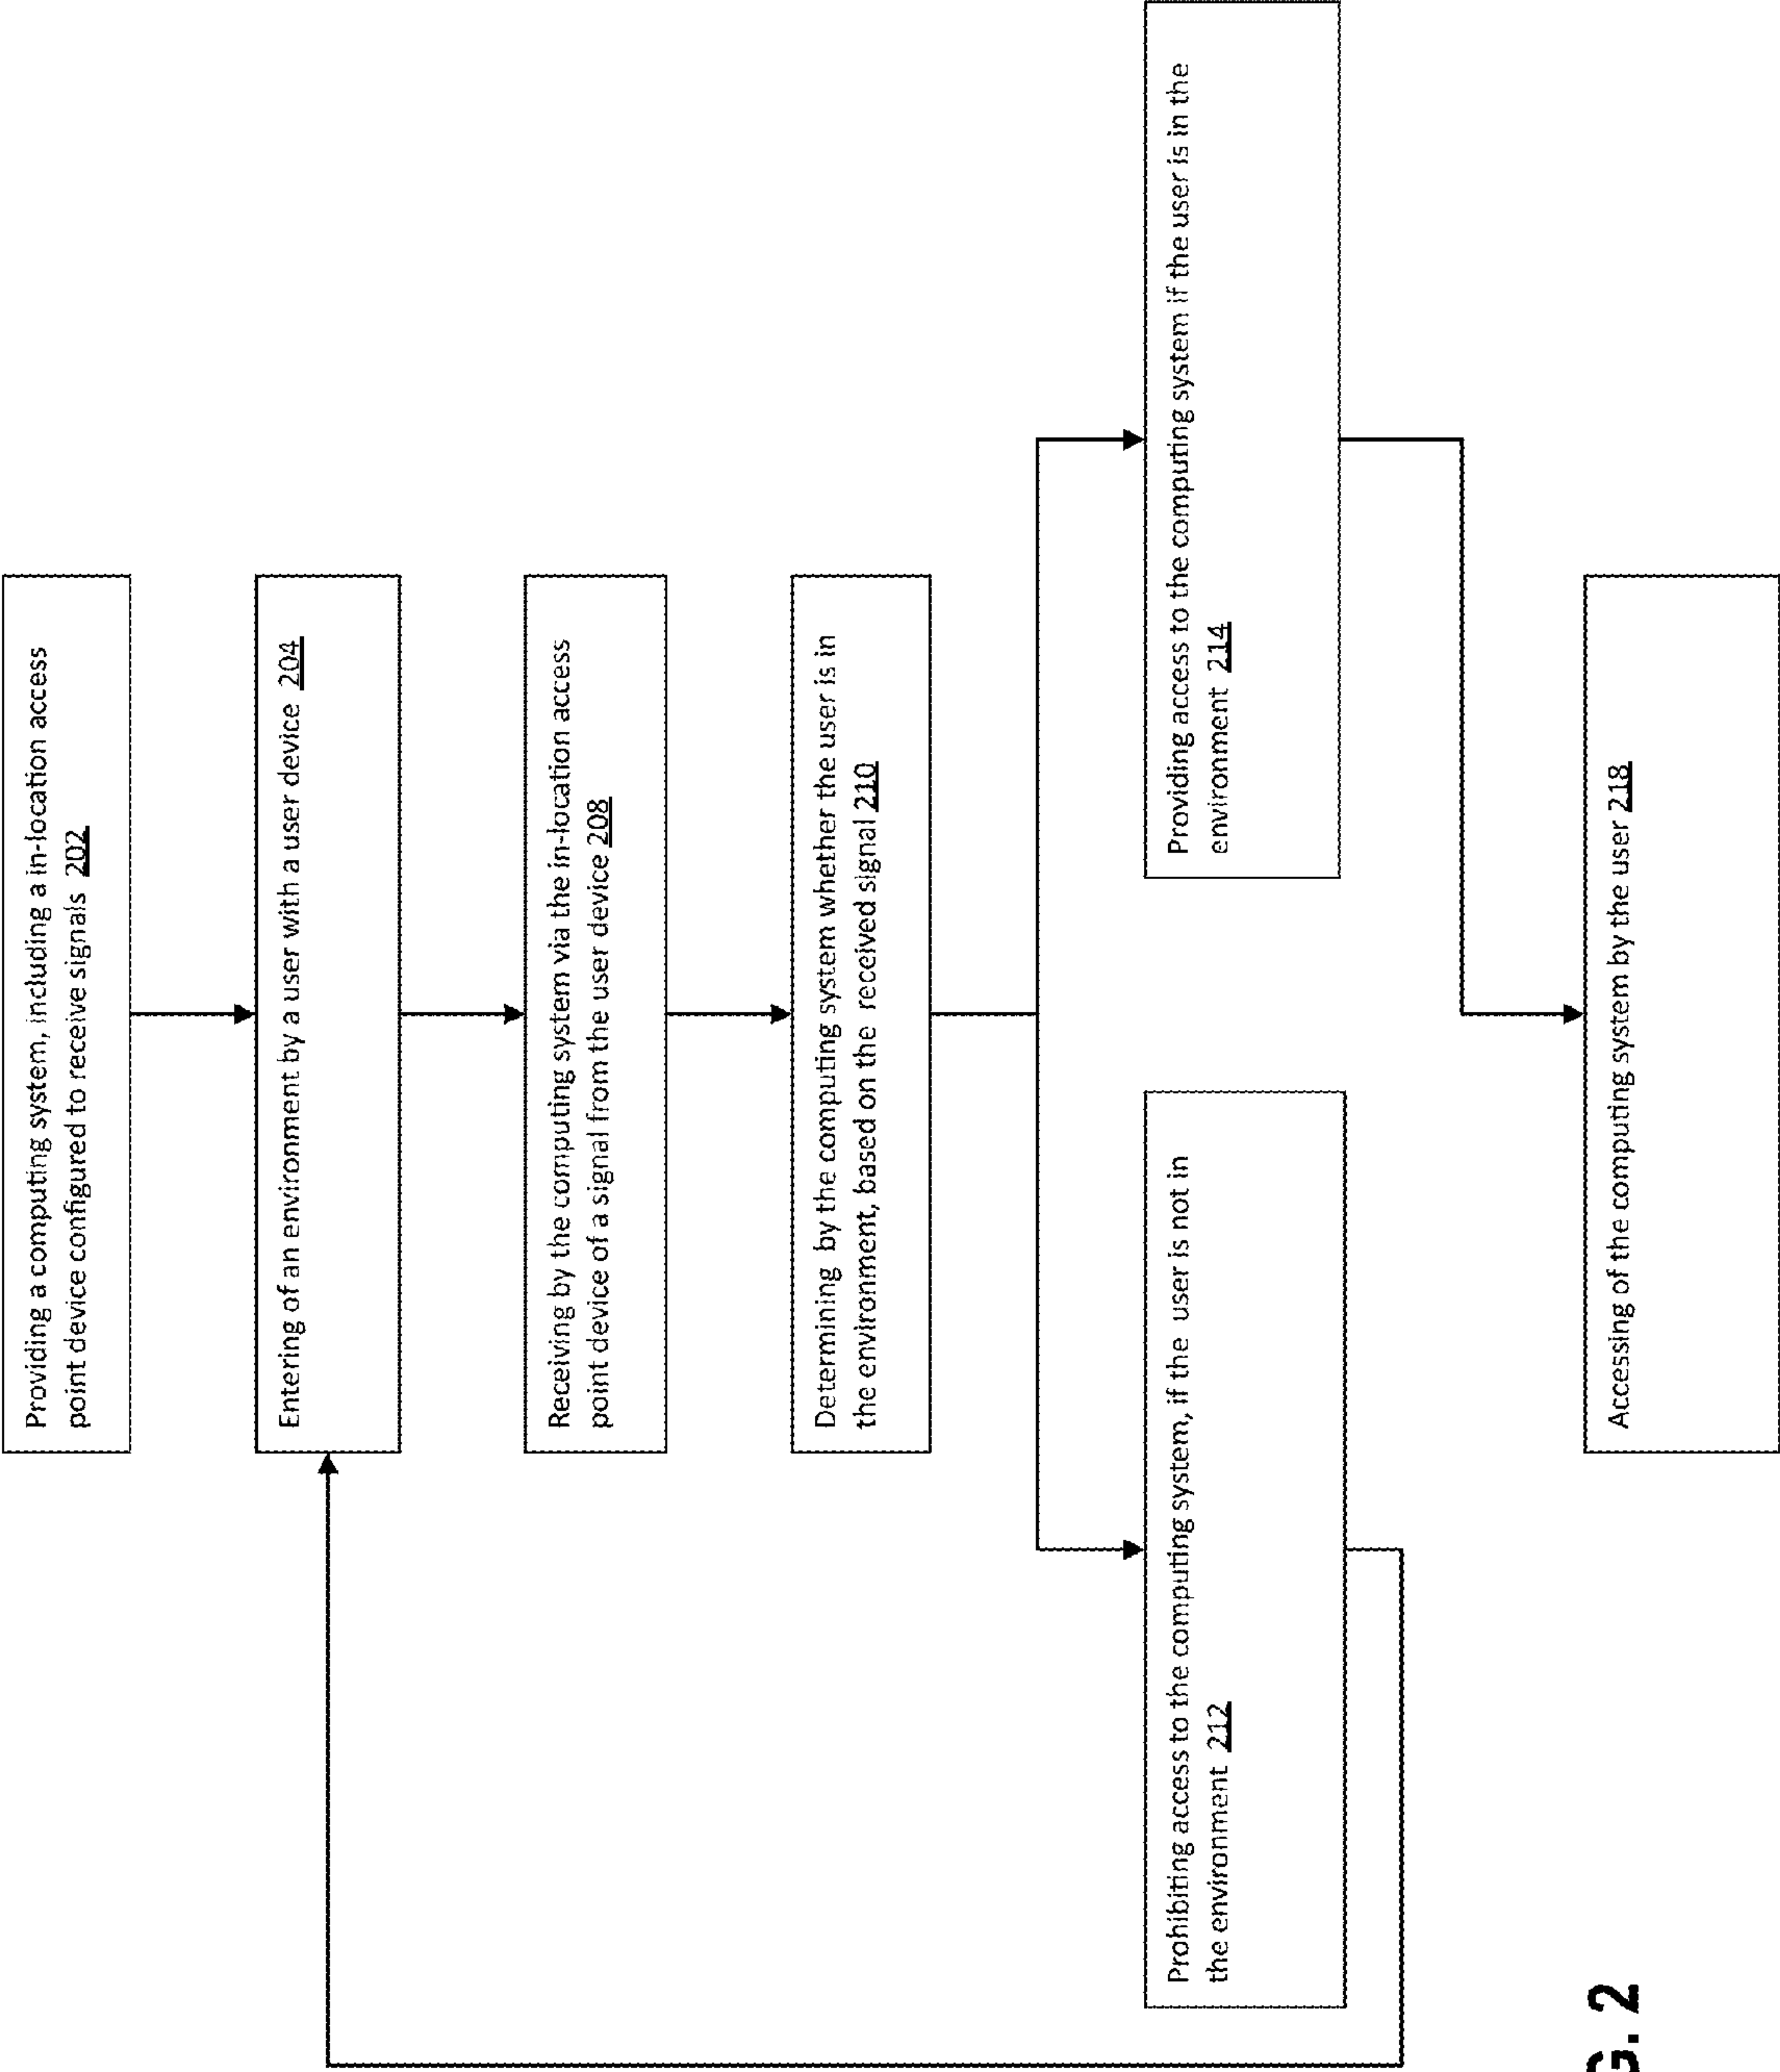 Providing a computing system, including a in-location access
point device configured to receive signals 202
Entering of an environment by a user with a user device 204
Receiving by the computing system via the in-location access
point device of a signal from the user device 208
Determining by the computing system whether the user is in
the environment, based on the received signal 210
Prohibiting access to the computing system, if the user is not in
the environment 212
Providing access to the computing system if the user is in the
environment 214
Accessing of the computing system by the user 218
G. 2